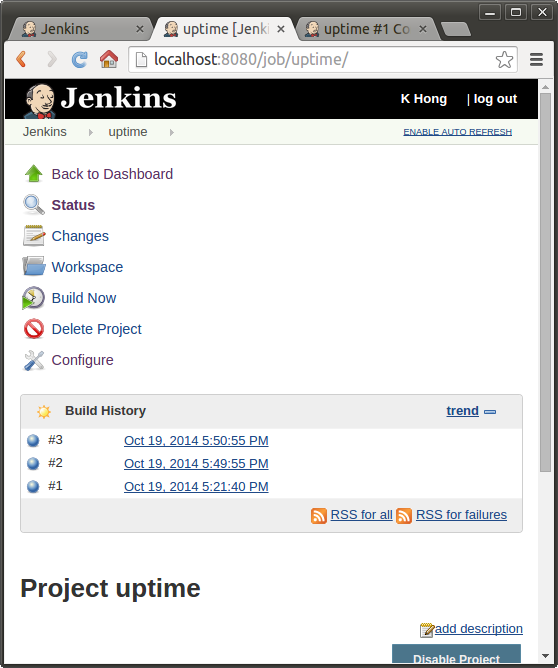 Jenkins
uptime [Jenk
uptime #1 Co
localhost:8080/job/uptime/
Jenkins
K Hong | log out
Jenkins uptime ENABLE AUTO REFRESH
Back to Dashboard
Status
Changes
Workspace
Build Now
Delete Project
Configure
Build History trend
#3 Oct 19, 2014 5:50:55 PM
#2 Oct 19, 2014 5:49:55 PM
#1 Oct 19, 2014 5:21:40 PM
RSS for all RSS for failures
Project uptime
add description
Disable Project